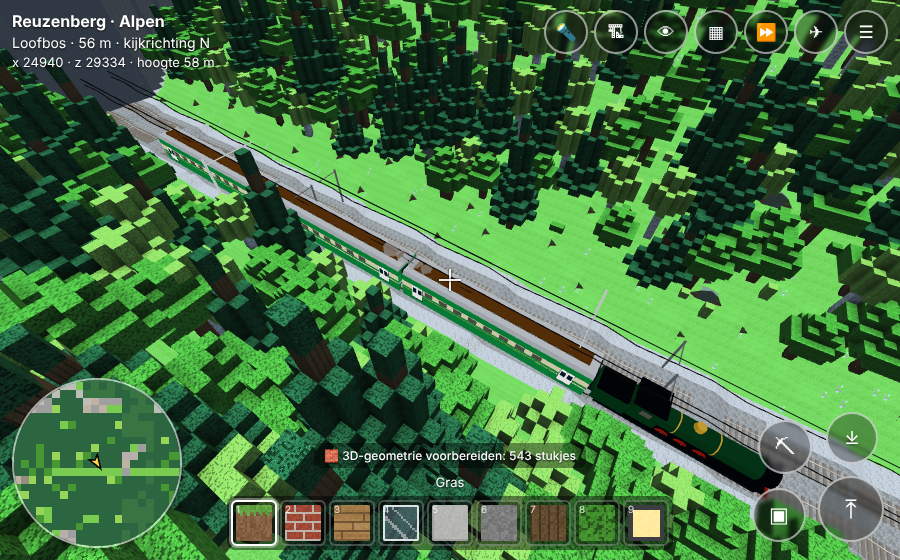 Reuzenberg · Alpen
Loofbos · 56 m · kijkrichting N
x 24940 · z 29334 · hoogte 58 m
3D-geometrie voorbereiden: 543 stukjes
Gras
1 2 3 4 5 6 7 8 9